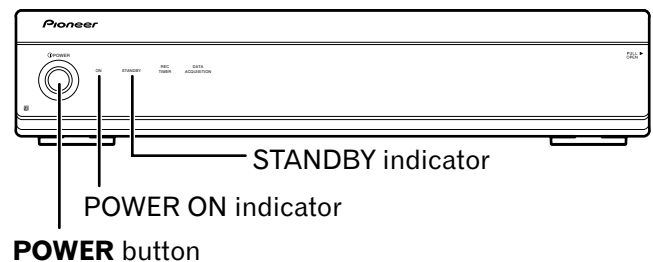 Pioneer
POWER
ON
STANDBY
REC
TIMER
DATA
ACQUISITION
PULL
OPEN
STANDBY indicator
POWER ON indicator
POWER button